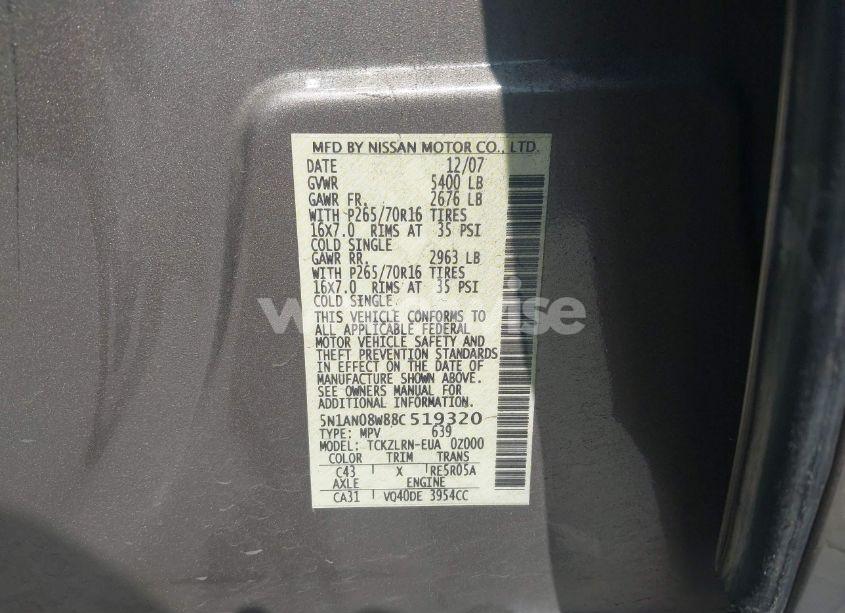 MFD BY NISSAN MOTOR CO., LTD.
DATE 12/07
GVWR 5400 LB
GAWR FR. 2676 LB
WITH P265/70R16 TIRES
16X7.0 RIMS AT 35 PSI
COLD SINGLE
GAWR RR. 2963 LB
WITH P265/70R16 TIRES
16X7.0 RIMS AT 35 PSI
COLD SINGLE
THIS VEHICLE CONFORMS TO
ALL APPLICABLE FEDERAL
MOTOR VEHICLE SAFETY AND
THEFT PREVENTION STANDARDS
IN EFFECT ON THE DATE OF
MANUFACTURE SHOWN ABOVE.
SEE OWNERS MANUAL FOR
ADDITIONAL INFORMATION.
5N1AN08W88C519320
TYPE: MPV 639
MODEL: TCKZLRN-EUA 0Z000
COLOR TRIM TRANS
C43 X RE5R05A
AXLE ENGINE
CA31 VQ40DE 3954CC